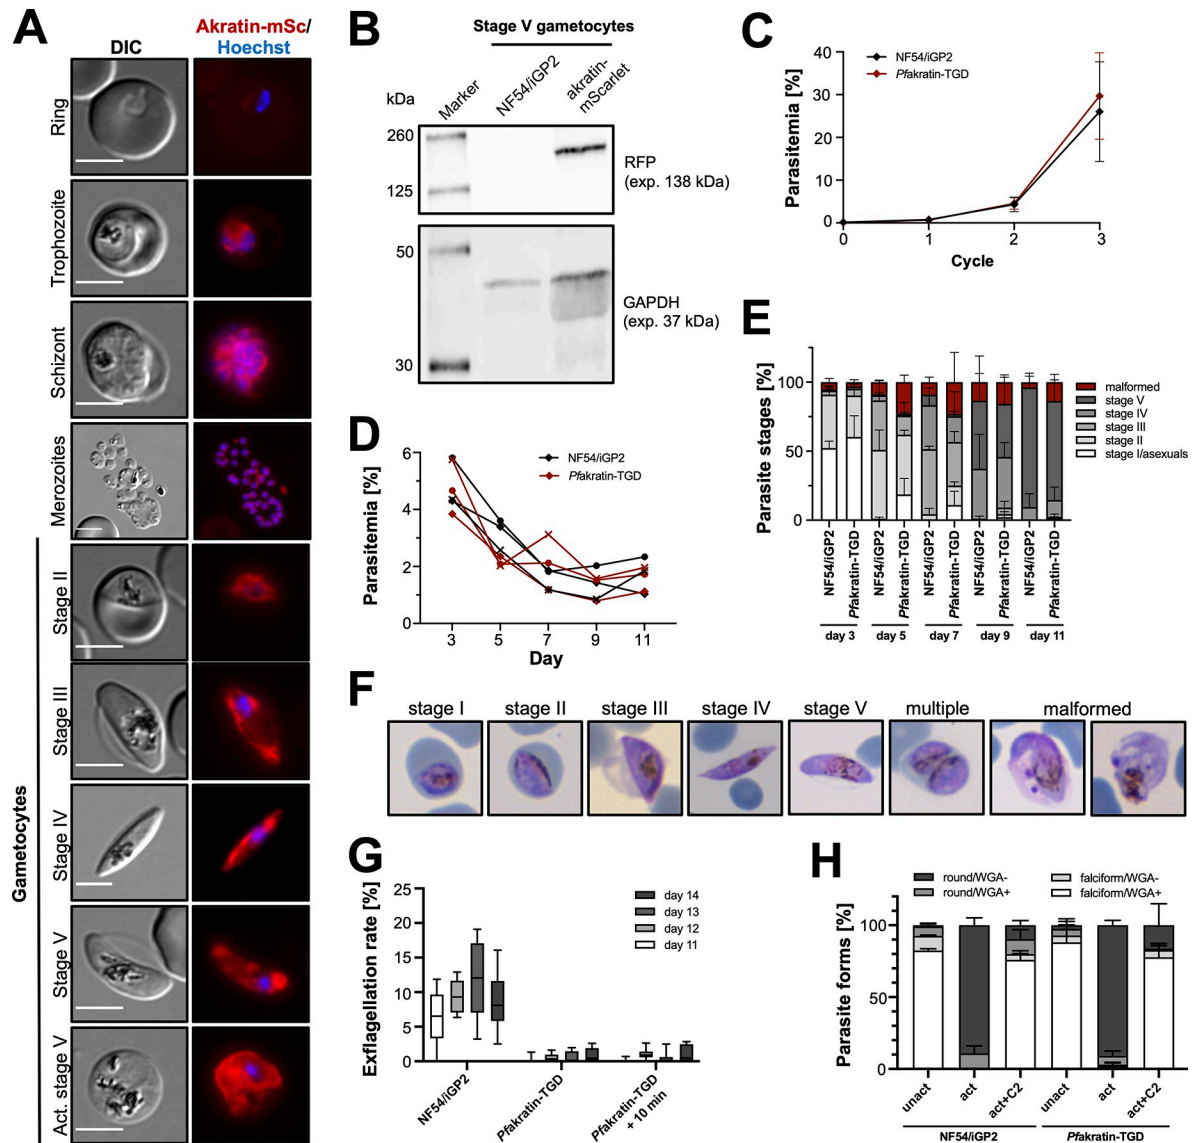 A
DIC
Akratin-mSc/
Hoechst
Ring
Trophozoite
Schizont
Merozoites
Gametocytes
Stage II
Stage III
Stage IV
Stage V
Act. stage V
B
Stage V gametocytes
kDa
Marker
NF54/iGP2
akratin-
mScarlet
260
125
RFP
(exp. 138 kDa)
50
30
GAPDH
(exp. 37 kDa)
C
NF54/iGP2
Pfakratin-TGD
Parasitemia [%]
40
30
20
10
0
0 1 2 3
Cycle
D
NF54/iGP2
Pfakratin-TGD
Parasitemia [%]
6
4
2
0
3 5 7 9 11
Day
E
Parasite stages [%]
100
50
0
malformed
stage V
stage IV
stage III
stage II
stage I/asexuals
NF54/iGP2
Pfakratin-TGD
NF54/iGP2
Pfakratin-TGD
NF54/iGP2
Pfakratin-TGD
NF54/iGP2
Pfakratin-TGD
NF54/iGP2
Pfakratin-TGD
day 3 day 5 day 7 day 9 day 11
F
stage I stage II stage III stage IV stage V multiple malformed
G
Exflagellation rate [%]
25
20
15
10
5
0
day 14
day 13
day 12
day 11
NF54/iGP2
Pfakratin-TGD
Pfakratin-TGD
+ 10 min
H
round/WGA-
round/WGA+
falciform/WGA-
falciform/WGA+
Parasite forms [%]
100
50
0
unact
act
act+C2
unact
act
act+C2
NF54/iGP2 Pfakratin-TGD